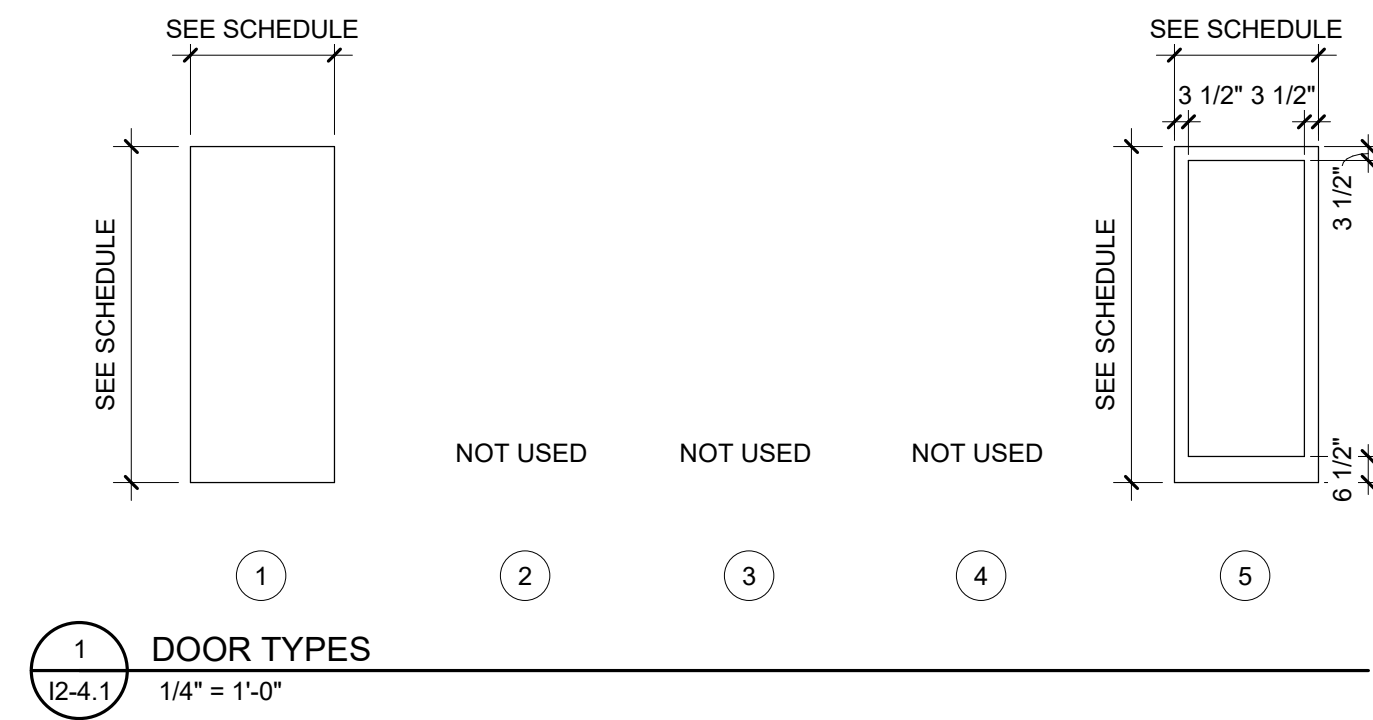 SEE SCHEDULE
SEE SCHEDULE
3 1/2" 3 1/2"
SEE SCHEDULE
SEE SCHEDULE
3 1/2"
6 1/2"
NOT USED
NOT USED
NOT USED
1
2
3
4
5
1
DOOR TYPES
I2-4.1
1/4" = 1'-0"